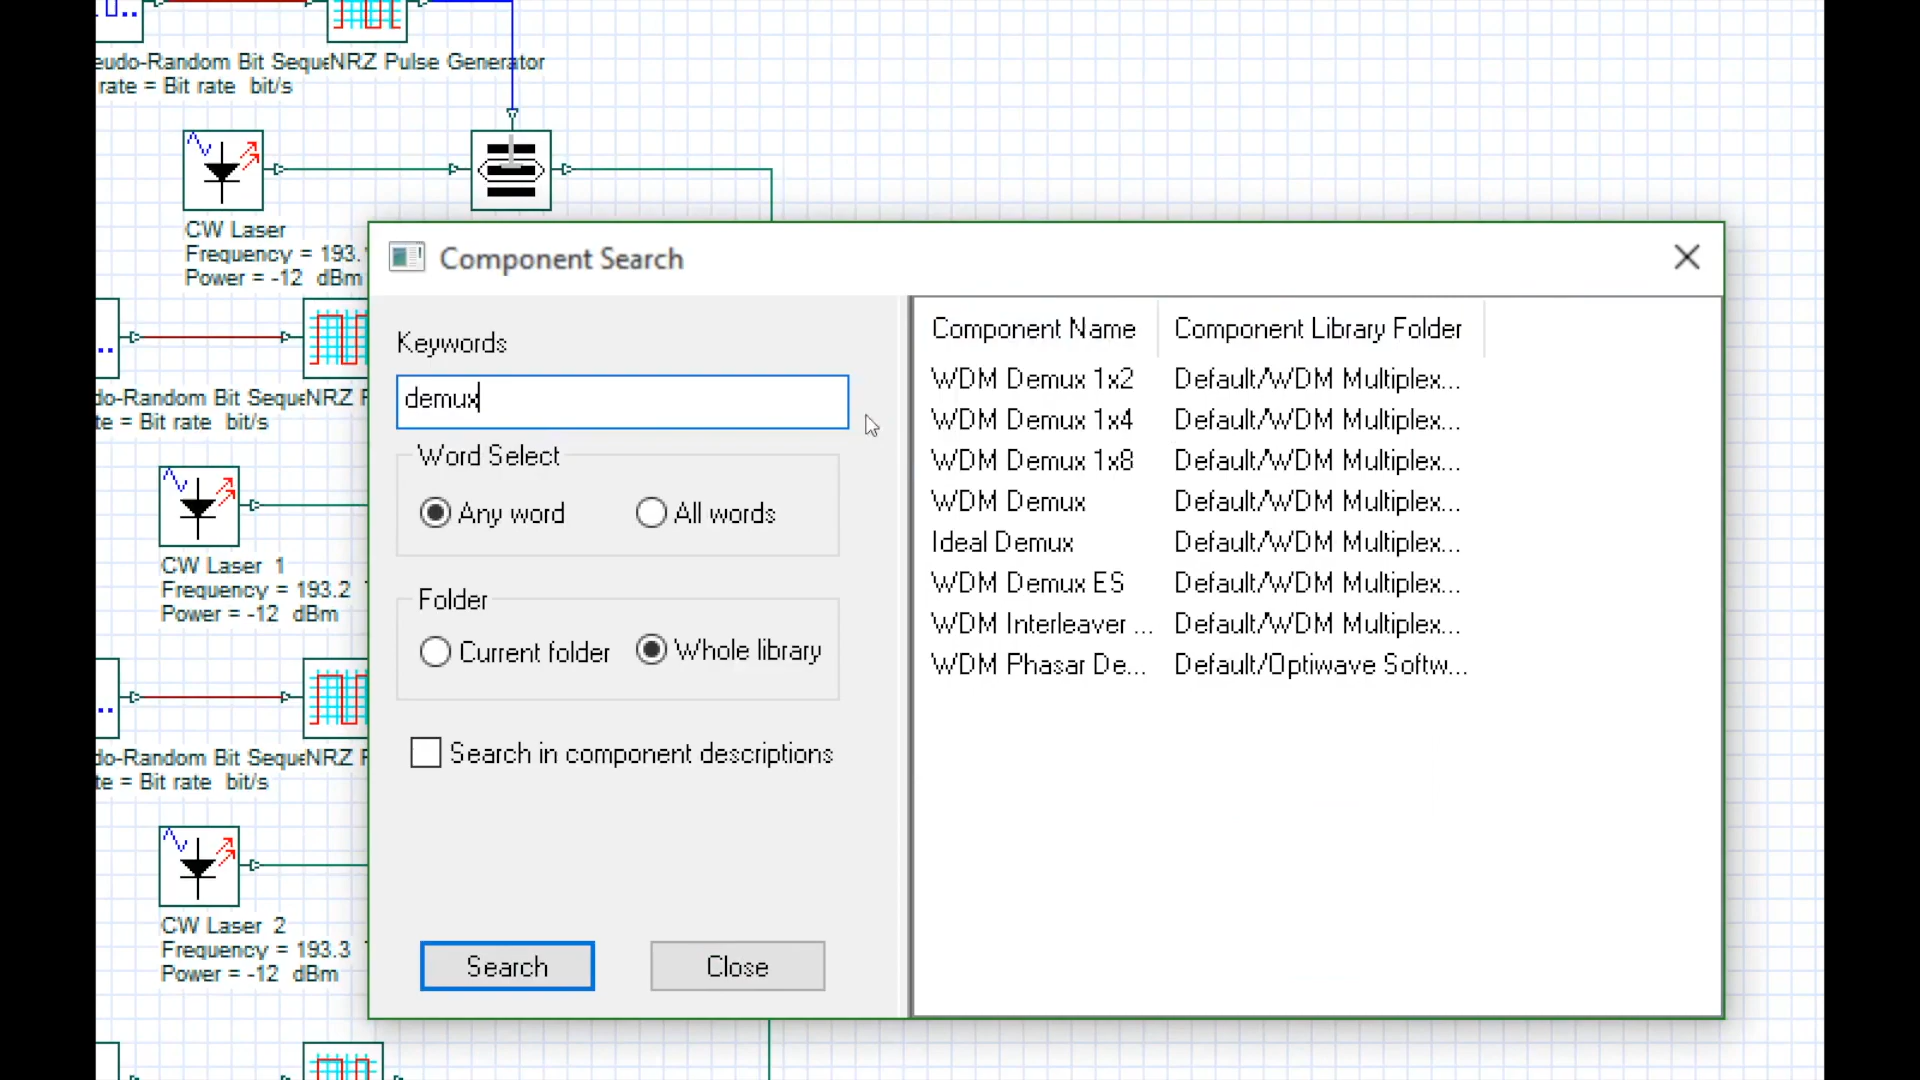 eudo-Random Bit Seque
NRZ Pulse Generator
rate = Bit rate bit/s
CW Laser
Frequency = 193.
Power = -12 dBm
do-Random Bit Seque
NRZ
te = Bit rate bit/s
CW Laser 1
Frequency = 193.2
Power = -12 dBm
do-Random Bit Seque
NRZ
te = Bit rate bit/s
CW Laser 2
Frequency = 193.3
Power = -12 dBm
Component Search
Keywords
demux
Word Select
Any word
All words
Folder
Current folder
Whole library
Search in component descriptions
Search
Close
Component Name Component Library Folder
WDM Demux 1x2 Default/WDM Multiplex...
WDM Demux 1x4 Default/WDM Multiplex...
WDM Demux 1x8 Default/WDM Multiplex...
WDM Demux Default/WDM Multiplex...
Ideal Demux Default/WDM Multiplex...
WDM Demux ES Default/WDM Multiplex...
WDM Interleaver ... Default/WDM Multiplex...
WDM Phasar De... Default/Optiwave Softw...